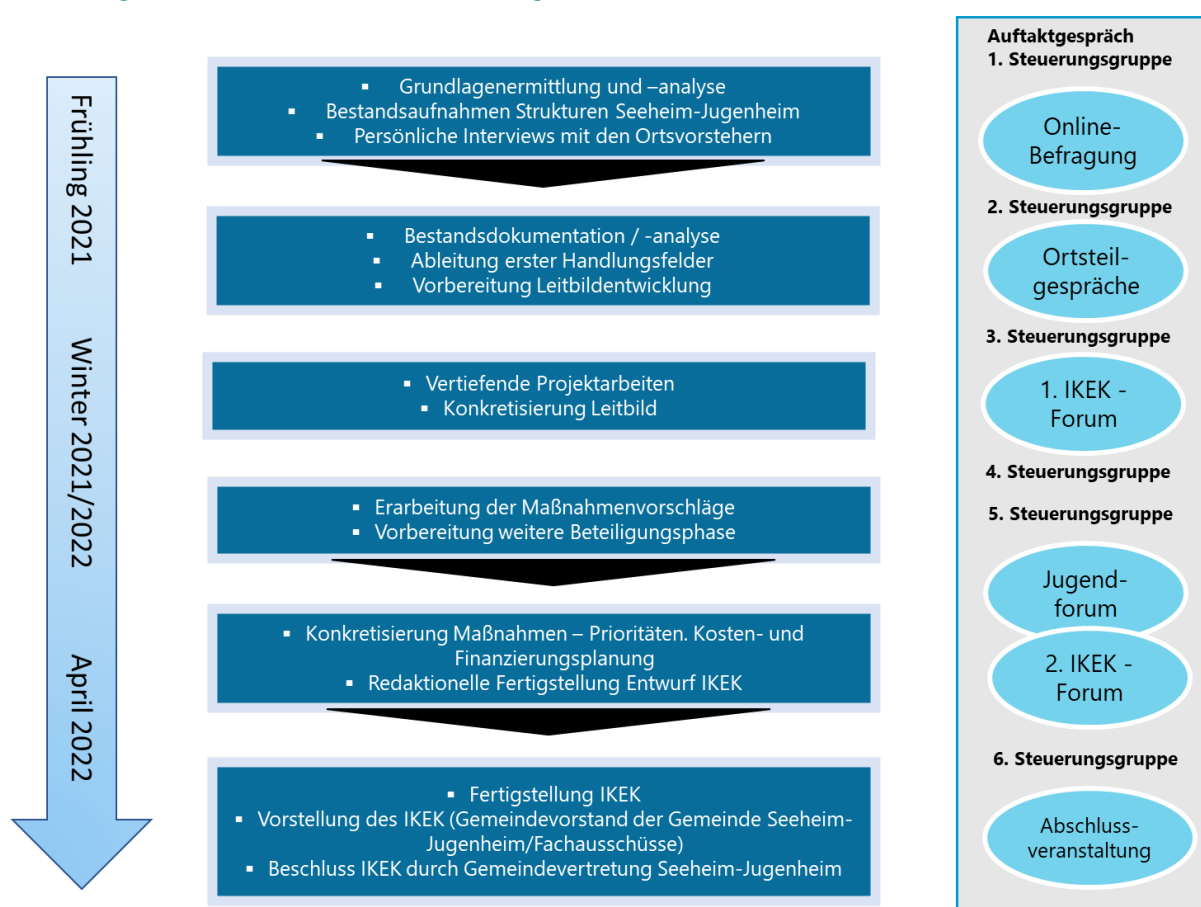 Frühling 2021
Winter 2021/2022
April 2022
▪ Grundlagenermittlung und –analyse
▪ Bestandsaufnahmen Strukturen Seeheim-Jugenheim
▪ Persönliche Interviews mit den Ortsvorstehern
▪ Bestandsdokumentation / -analyse
▪ Ableitung erster Handlungsfelder
▪ Vorbereitung Leitbildentwicklung
▪ Vertiefende Projektarbeiten
▪ Konkretisierung Leitbild
▪ Erarbeitung der Maßnahmenvorschläge
▪ Vorbereitung weitere Beteiligungsphase
▪ Konkretisierung Maßnahmen – Prioritäten. Kosten- und
Finanzierungsplanung
▪ Redaktionelle Fertigstellung Entwurf IKEK
▪ Fertigstellung IKEK
▪ Vorstellung des IKEK (Gemeindevorstand der Gemeinde Seeheim-
Jugenheim/Fachausschüsse)
▪ Beschluss IKEK durch Gemeindevertretung Seeheim-Jugenheim
Auftaktgespräch
1. Steuerungsgruppe
Online-
Befragung
2. Steuerungsgruppe
Ortsteil-
gespräche
3. Steuerungsgruppe
1. IKEK -
Forum
4. Steuerungsgruppe
5. Steuerungsgruppe
Jugend-
forum
2. IKEK -
Forum
6. Steuerungsgruppe
Abschluss-
veranstaltung